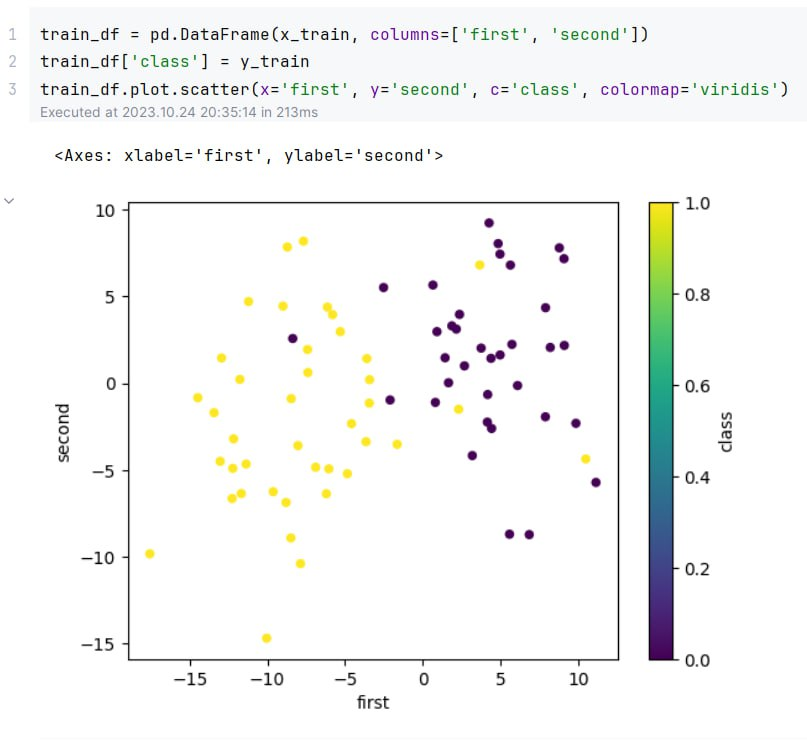 1 train_df = pd.DataFrame(x_train, columns=['first', 'second'])
2 train_df['class'] = y_train
3 train_df.plot.scatter(x='first', y='second', c='class', colormap='viridis')
Executed at 2023.10.24 20:35:14 in 213ms
<Axes: xlabel='first', ylabel='second'>
10
5
0
−5
−10
−15
second
−15 −10 −5 0 5 10
first
1.0
0.8
0.6
0.4
0.2
0.0
class